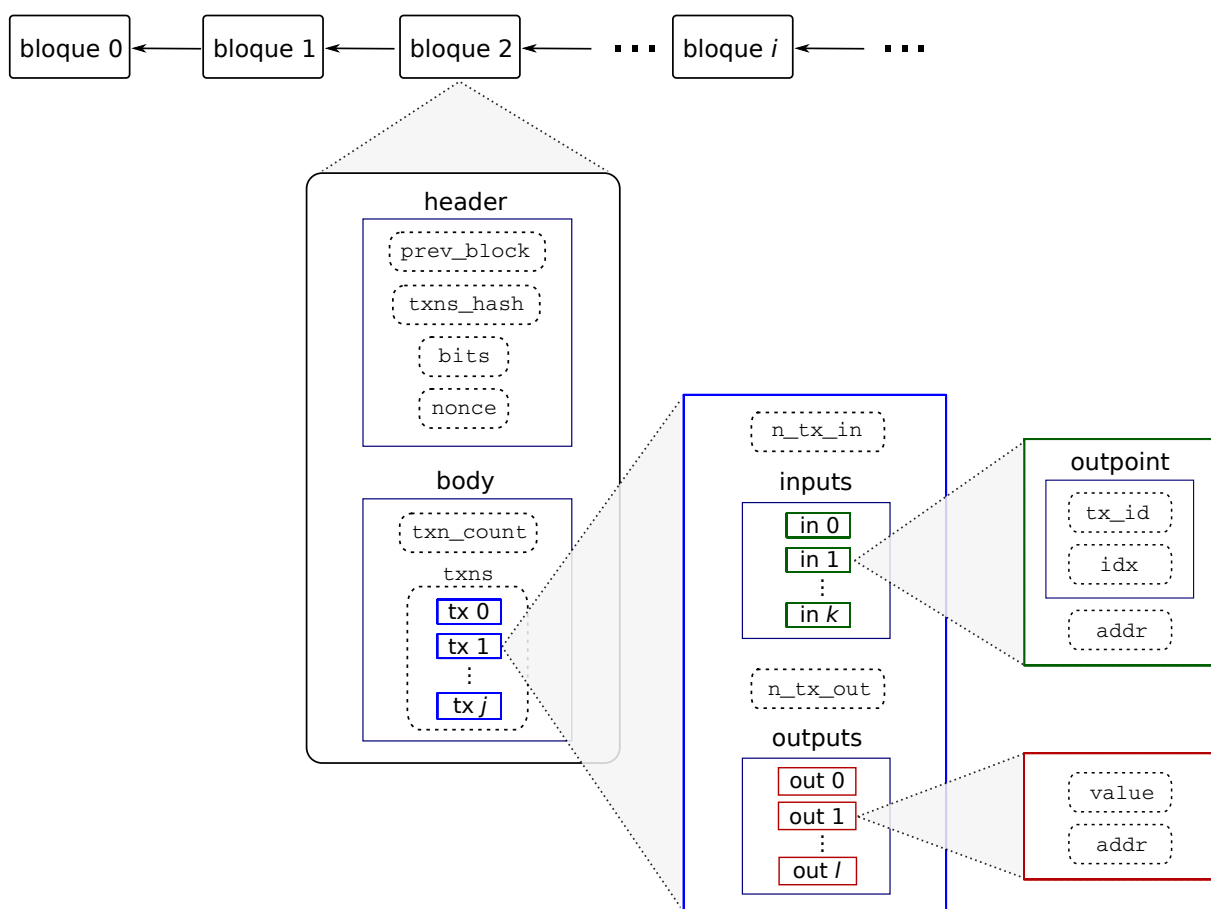 bloque 0
bloque 1
bloque 2
bloque i
header
prev_block
txns_hash
bits
nonce
body
txn_count
txns
tx 0
tx 1
tx j
n_tx_in
inputs
in 0
in 1
in k
n_tx_out
outputs
out 0
out 1
out l
outpoint
tx_id
idx
addr
value
addr